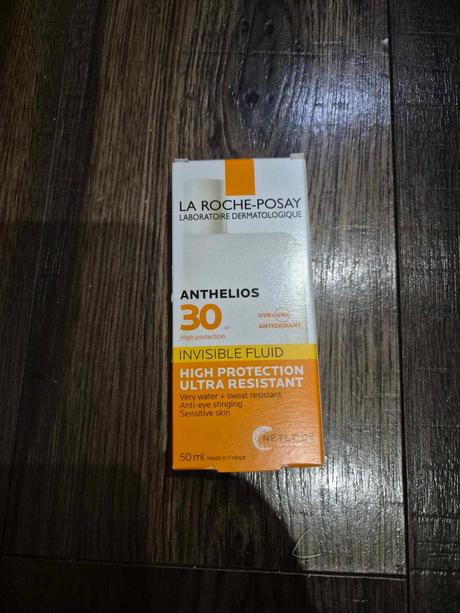 LA ROCHE-POSAY
LABORATOIRE DERMATOLOGIQUE
ANTHELIOS
30
High protection
UVB+UVA
ANTIOXIDANT
INVISIBLE FLUID
HIGH PROTECTION
ULTRA RESISTANT
Very water + sweat resistant
Anti-eye stinging
Sensitive skin
50 ml Made in France